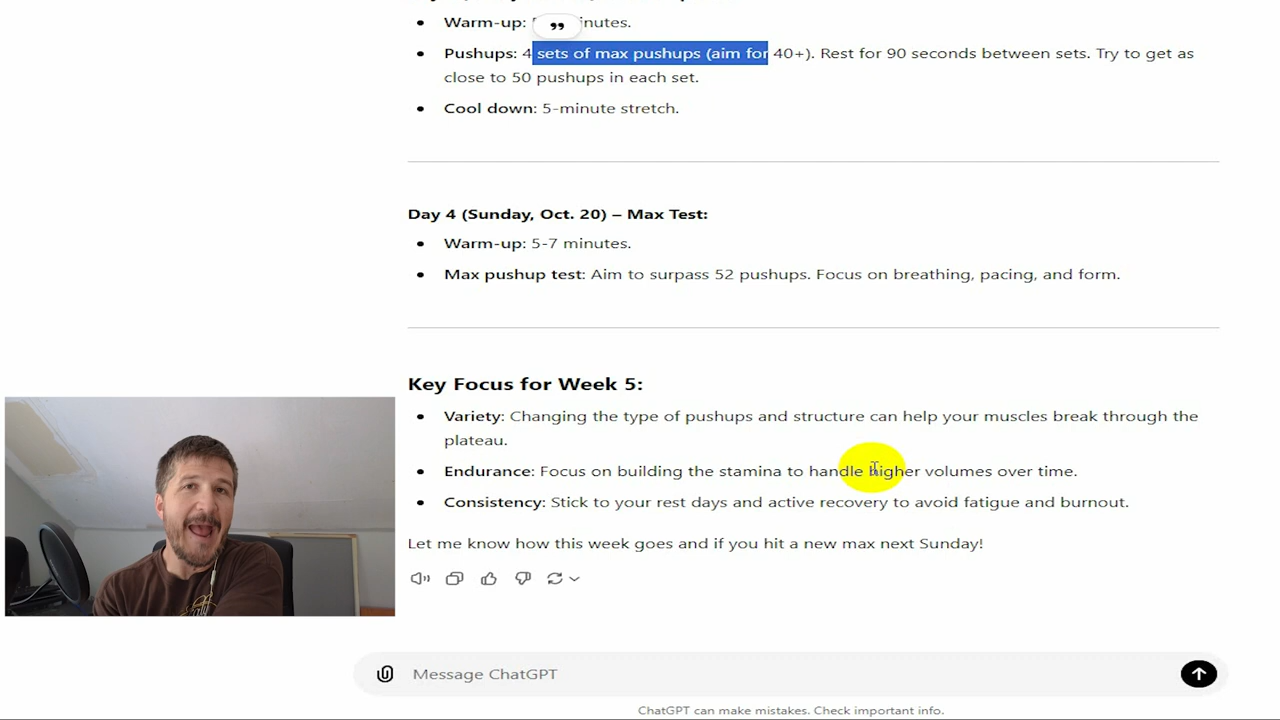 Warm-up: inutes.
Pushups: 4 sets of max pushups (aim for 40+). Rest for 90 seconds between sets. Try to get as
close to 50 pushups in each set.
Cool down: 5-minute stretch.
Day 4 (Sunday, Oct. 20) – Max Test:
Warm-up: 5-7 minutes.
Max pushup test: Aim to surpass 52 pushups. Focus on breathing, pacing, and form.
Key Focus for Week 5:
Variety: Changing the type of pushups and structure can help your muscles break through the
plateau.
Endurance: Focus on building the stamina to handle higher volumes over time.
Consistency: Stick to your rest days and active recovery to avoid fatigue and burnout.
Let me know how this week goes and if you hit a new max next Sunday!
Message ChatGPT
ChatGPT can make mistakes. Check important info.